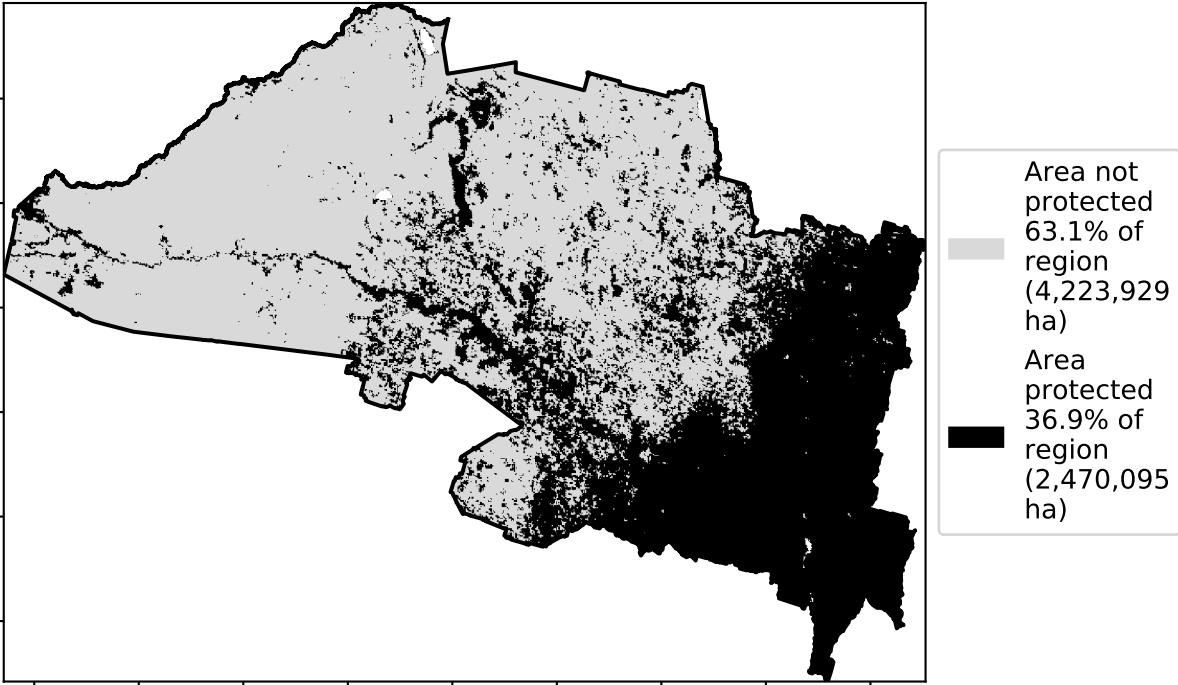 Area not
protected
63.1% of
region
(4,223,929
ha)
Area
protected
36.9% of
region
(2,470,095
ha)